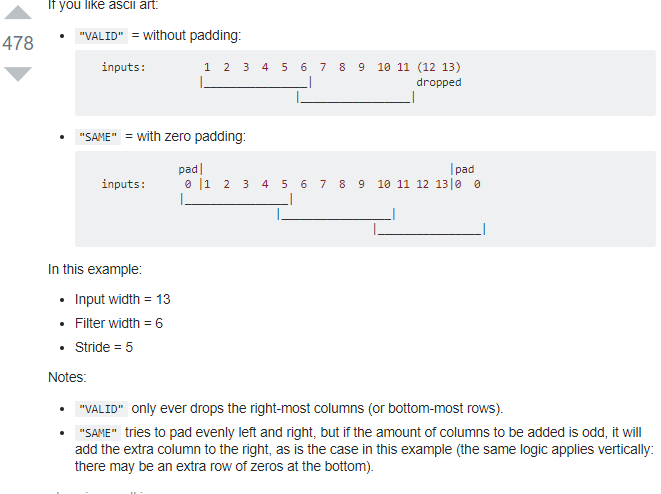 If you like ascii art:
478
• "VALID" = without padding:
inputs: 1 2 3 4 5 6 7 8 9 10 11 (12 13)
|________________| dropped
|_________________|
• "SAME" = with zero padding:
pad| |pad
inputs: 0 |1 2 3 4 5 6 7 8 9 10 11 12 13|0 0
|________________|
|_________________|
|________________|
In this example:
• Input width = 13
• Filter width = 6
• Stride = 5
Notes:
• "VALID" only ever drops the right-most columns (or bottom-most rows).
• "SAME" tries to pad evenly left and right, but if the amount of columns to be added is odd, it will
add the extra column to the right, as is the case in this example (the same logic applies vertically:
there may be an extra row of zeros at the bottom).